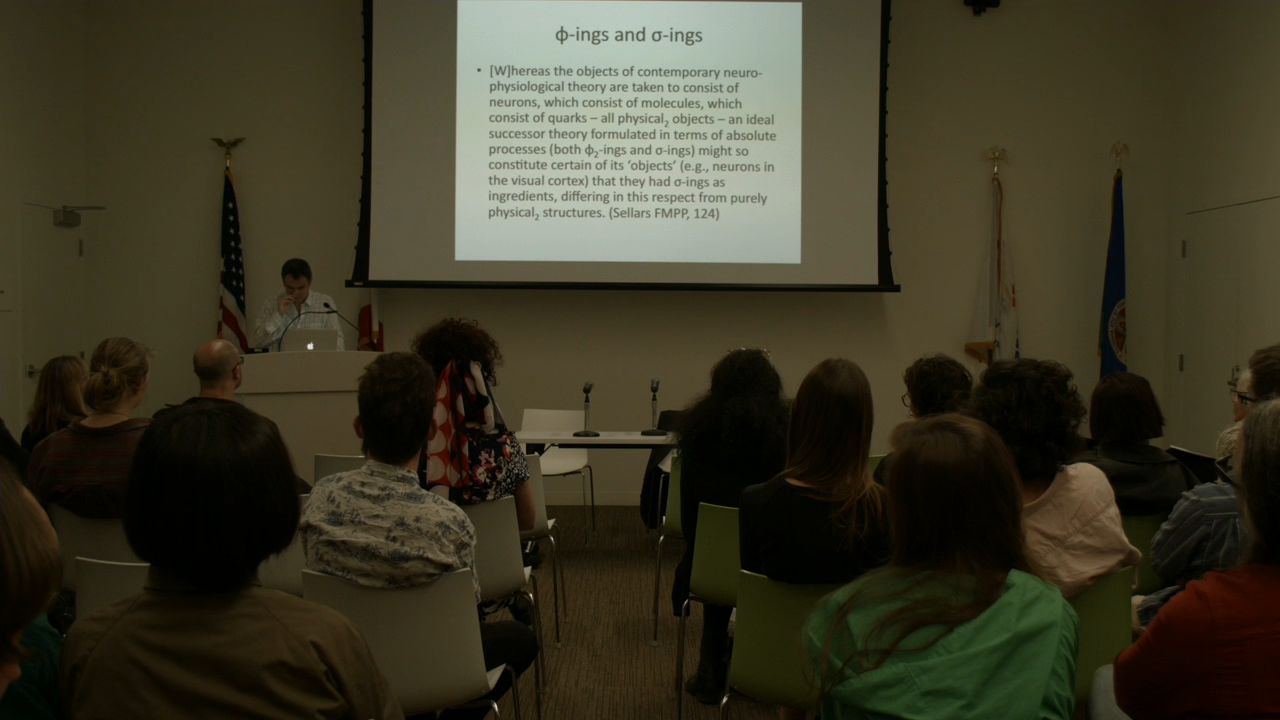 ϕ-ings and σ-ings
• [W]hereas the objects of contemporary neuro-
physiological theory are taken to consist of
neurons, which consist of molecules, which
consist of quarks – all physical₂ objects – an ideal
successor theory formulated in terms of absolute
processes (both ϕ₂-ings and σ-ings) might so
constitute certain of its ‘objects’ (e.g., neurons in
the visual cortex) that they had σ-ings as
ingredients, differing in this respect from purely
physical₂ structures. (Sellars FMPP, 124)